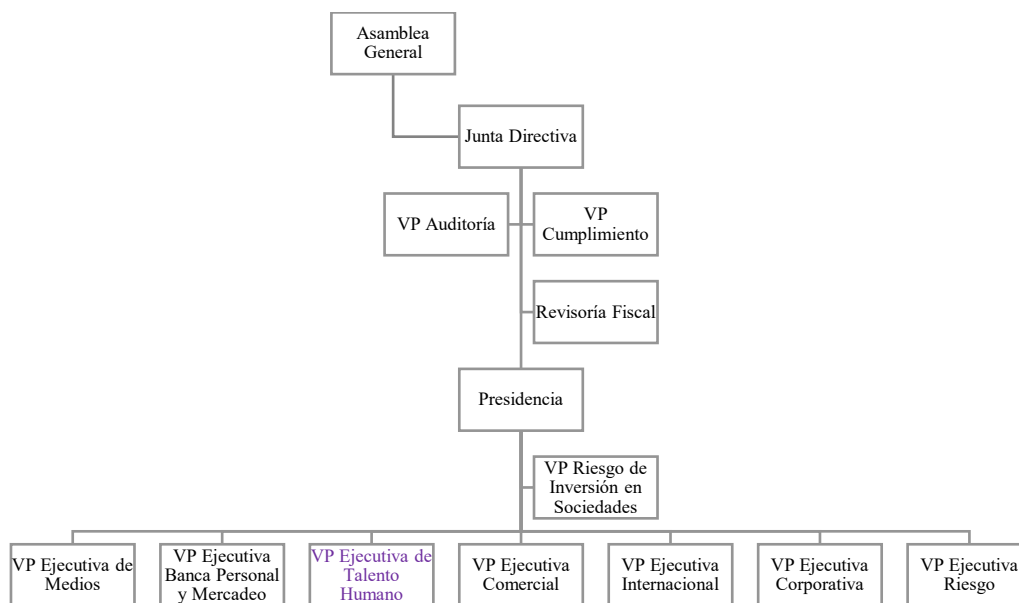 Asamblea
General
Junta Directiva
VP Auditoría
VP
Cumplimiento
Revisoría Fiscal
Presidencia
VP Riesgo de
Inversión en
Sociedades
VP Ejecutiva de
Medios
VP Ejecutiva
Banca Personal
y Mercadeo
VP Ejecutiva de
Talento
Humano
VP Ejecutiva
Comercial
VP Ejecutiva
Internacional
VP Ejecutiva
Corporativa
VP Ejecutiva
Riesgo